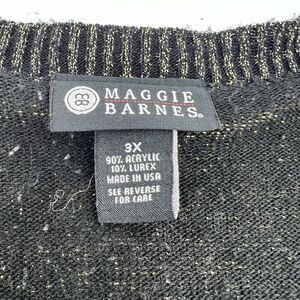 MAGGIE
BARNES®
3X
90% ACRYLIC
10% LUREX
MADE IN USA
SEE REVERSE
FOR CARE